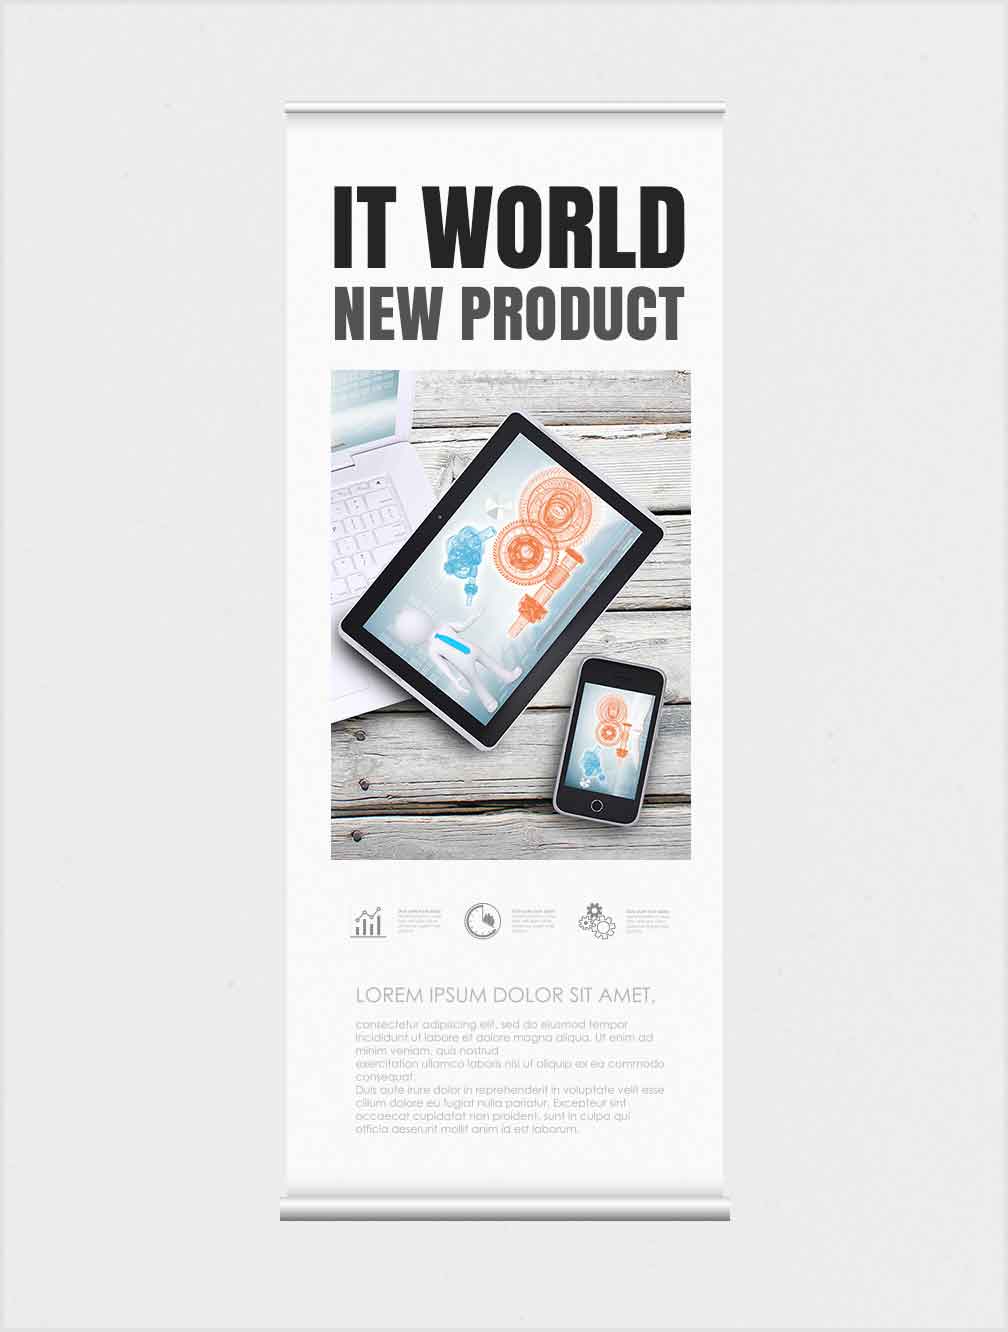 IT WORLD
NEW PRODUCT
LOREM IPSUM DOLOR SIT AMET,
consectetur adipiscing elit, sed do eiusmod tempor
incididunt ut labore et dolore magna aliqua. Ut enim ad
minim veniam, quis nostrud
exercitation ullamco laboris nisi ut aliquip ex ea commodo
consequat.
Duis aute irure dolor in reprehenderit in voluptate velit esse
cillum dolore eu fugiat nulla pariatur. Excepteur sint
occaecat cupidatat non proident, sunt in culpa qui
officia deserunt mollit anim id est laborum.